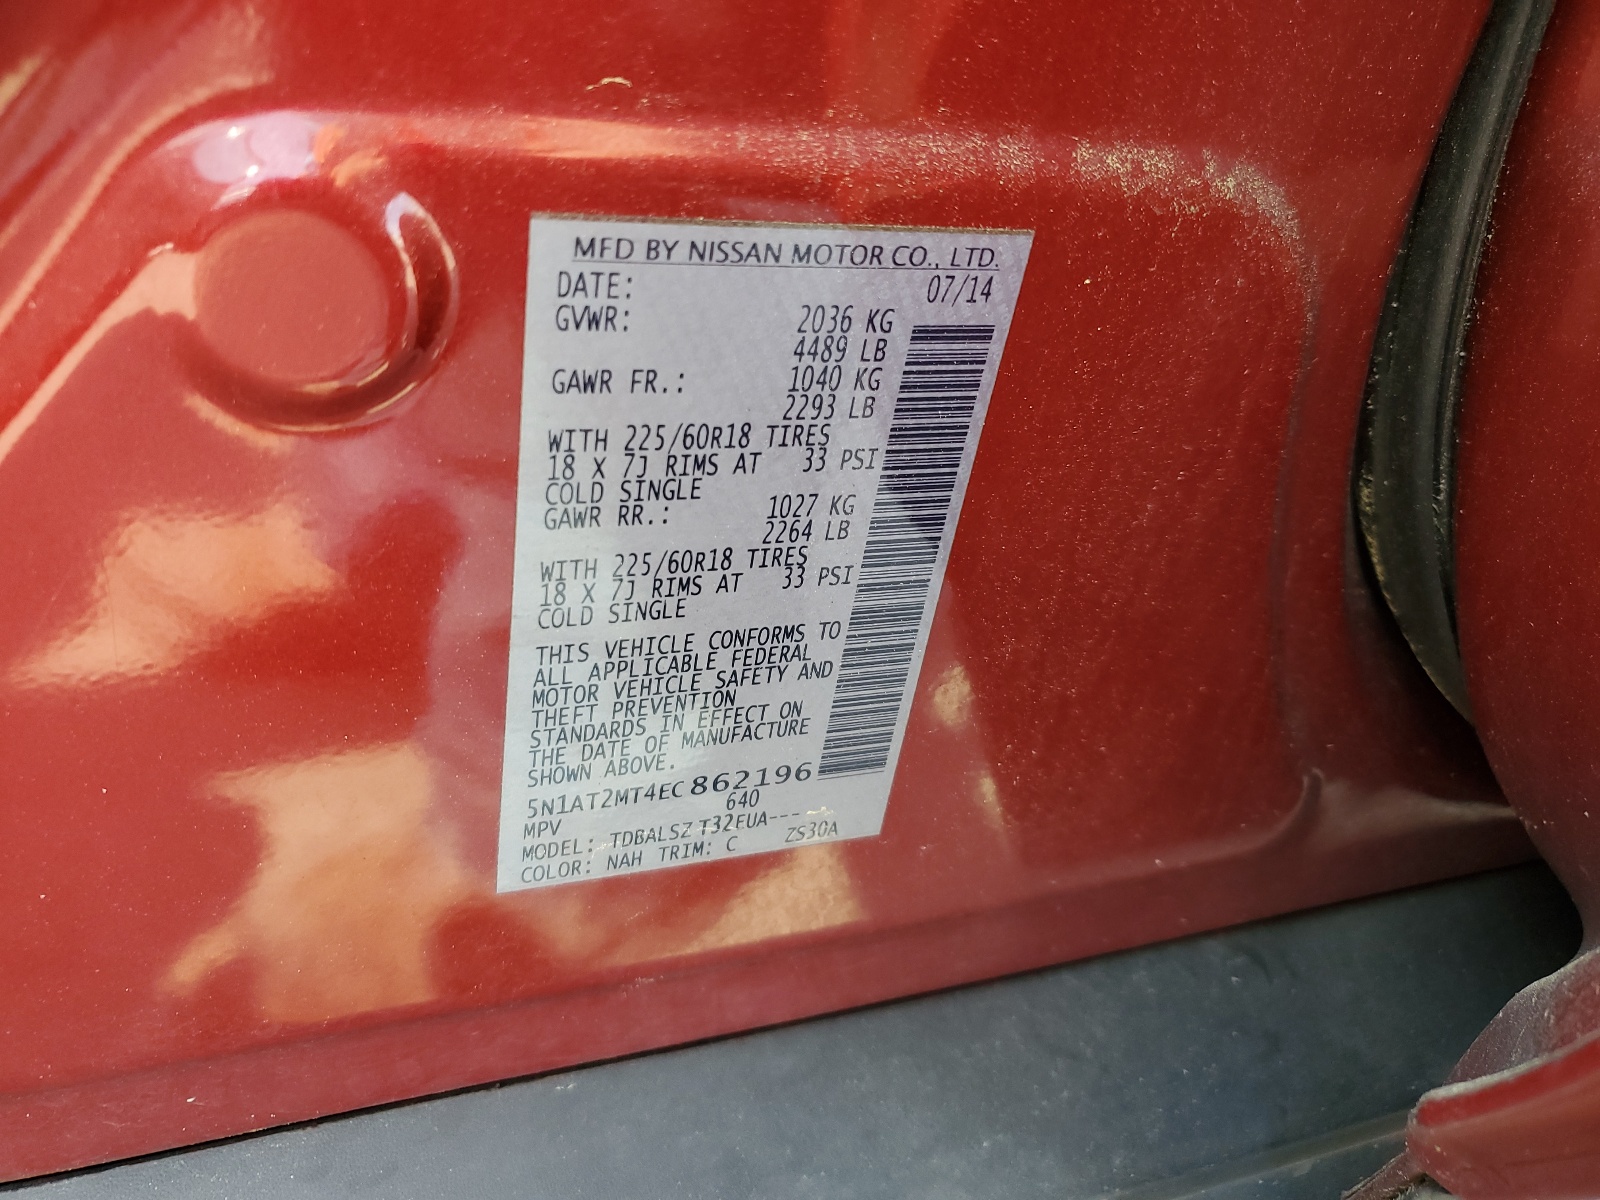 MFD BY NISSAN MOTOR CO., LTD.
DATE: 07/14
GVWR: 2036 KG
4489 LB
GAWR FR.: 1040 KG
2293 LB
WITH 225/60R18 TIRES
18 X 7J RIMS AT 33 PSI
COLD SINGLE
GAWR RR.: 1027 KG
2264 LB
WITH 225/60R18 TIRES
18 X 7J RIMS AT 33 PSI
COLD SINGLE
THIS VEHICLE CONFORMS TO
ALL APPLICABLE FEDERAL
MOTOR VEHICLE SAFETY AND
THEFT PREVENTION
STANDARDS IN EFFECT ON
THE DATE OF MANUFACTURE
SHOWN ABOVE.
5N1AT2MT4EC862196
MPV 640
MODEL: TDBALSZ T32EUA---
COLOR: NAH TRIM: C ZS30A